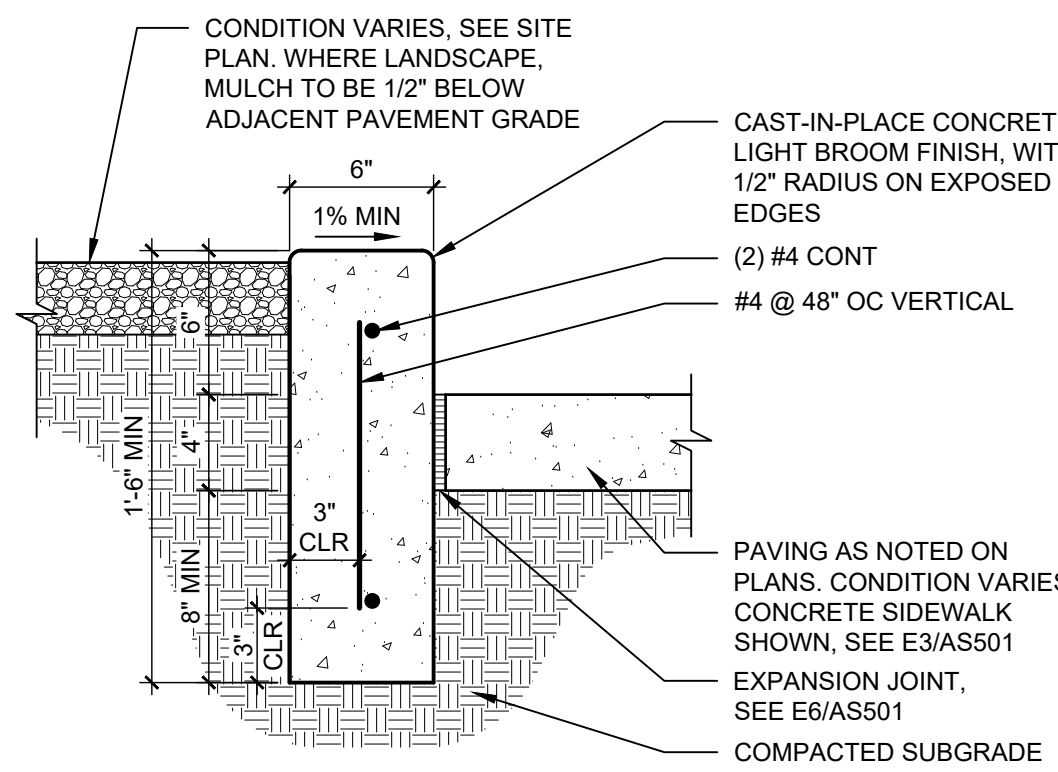 CONDITION VARIES, SEE SITE
PLAN. WHERE LANDSCAPE,
MULCH TO BE 1/2" BELOW
ADJACENT PAVEMENT GRADE
6"
1% MIN
CAST-IN-PLACE CONCRET
LIGHT BROOM FINISH, WIT
1/2" RADIUS ON EXPOSED
EDGES
(2) #4 CONT
#4 @ 48" OC VERTICAL
6"
4"
1'-6" MIN
8" MIN
3"
CLR
3"
CLR
PAVING AS NOTED ON
PLANS. CONDITION VARIES
CONCRETE SIDEWALK
SHOWN, SEE E3/AS501
EXPANSION JOINT,
SEE E6/AS501
COMPACTED SUBGRADE